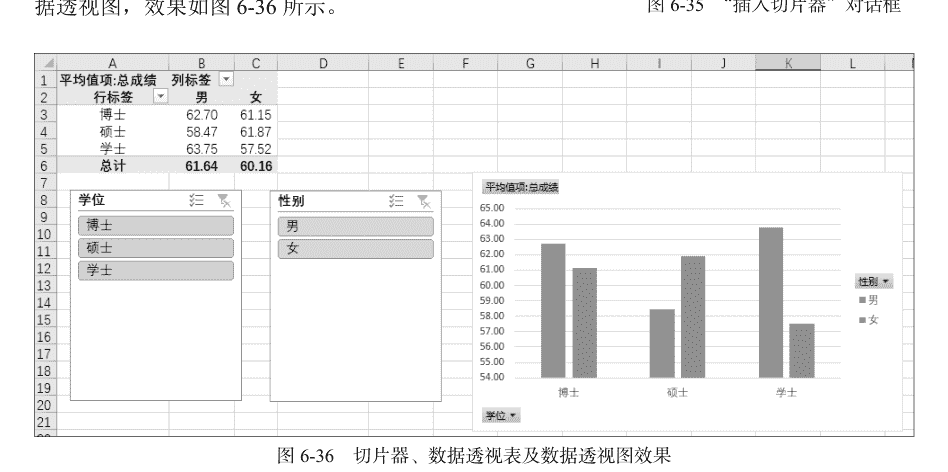 据透视图，效果如图 6-36 所示。
图 6-35 “插入切片器”对话框
A B C D E F G H I J K L
1 平均值项:总成绩 列标签
2 行标签 男 女
3 博士 62.70 61.15
4 硕士 58.47 61.87
5 学士 63.75 57.52
6 总计 61.64 60.16
7
8
9
10
11
12
13
14
15
16
17
18
19
20
21
学位
博士
硕士
学士
性别
男
女
平均值项:总成绩
65.00
64.00
63.00
62.00
61.00
60.00
59.00
58.00
57.00
56.00
55.00
54.00
博士 硕士 学士
性别
男
女
学位
图 6-36 切片器、数据透视表及数据透视图效果